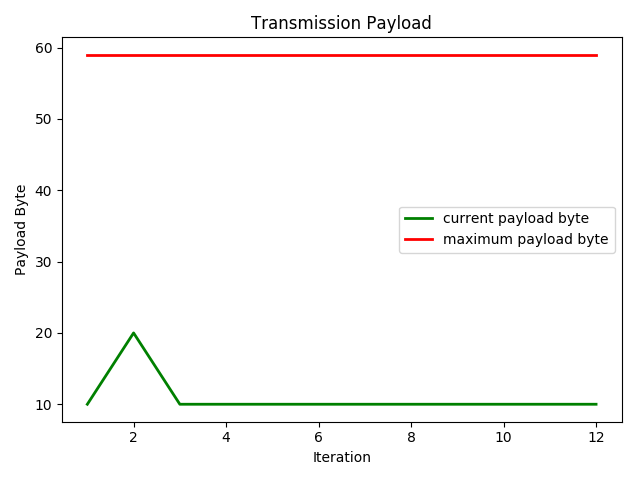 Transmission Payload
60
50
40
30
20
10
Payload Byte
current payload byte
maximum payload byte
2 4 6 8 10 12
Iteration